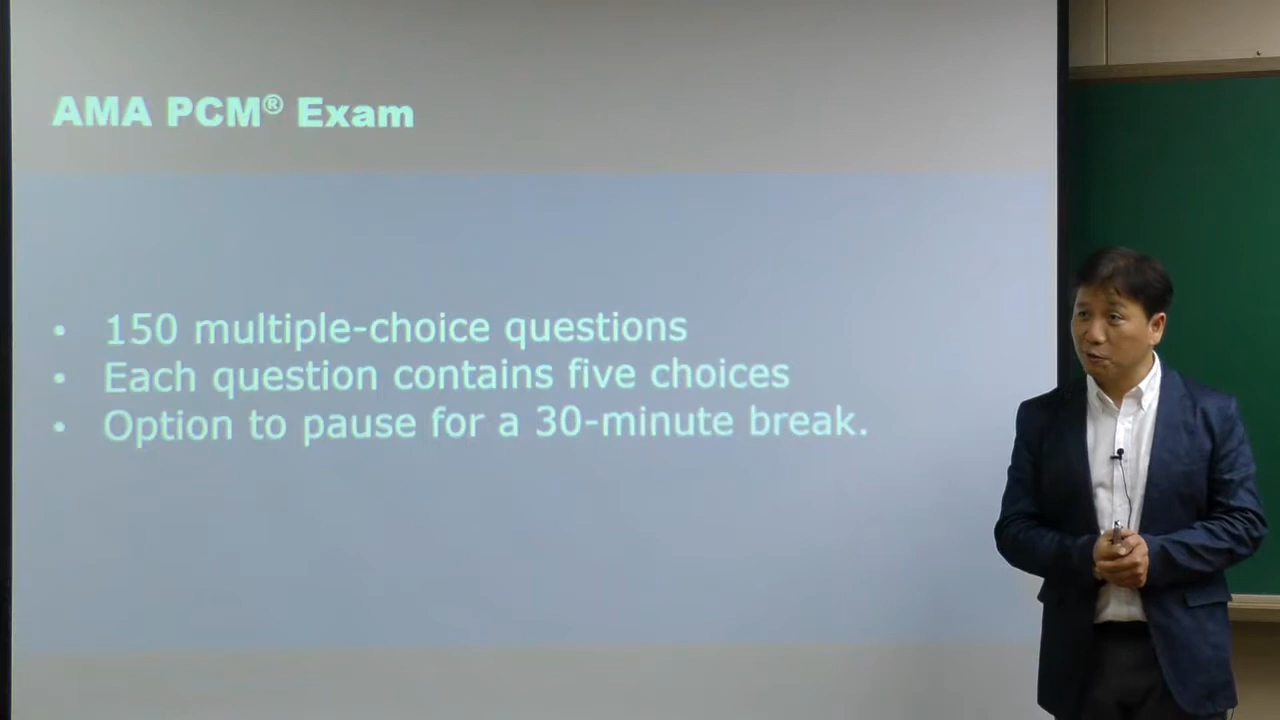 AMA PCM® Exam
• 150 multiple-choice questions
• Each question contains five choices
• Option to pause for a 30-minute break.